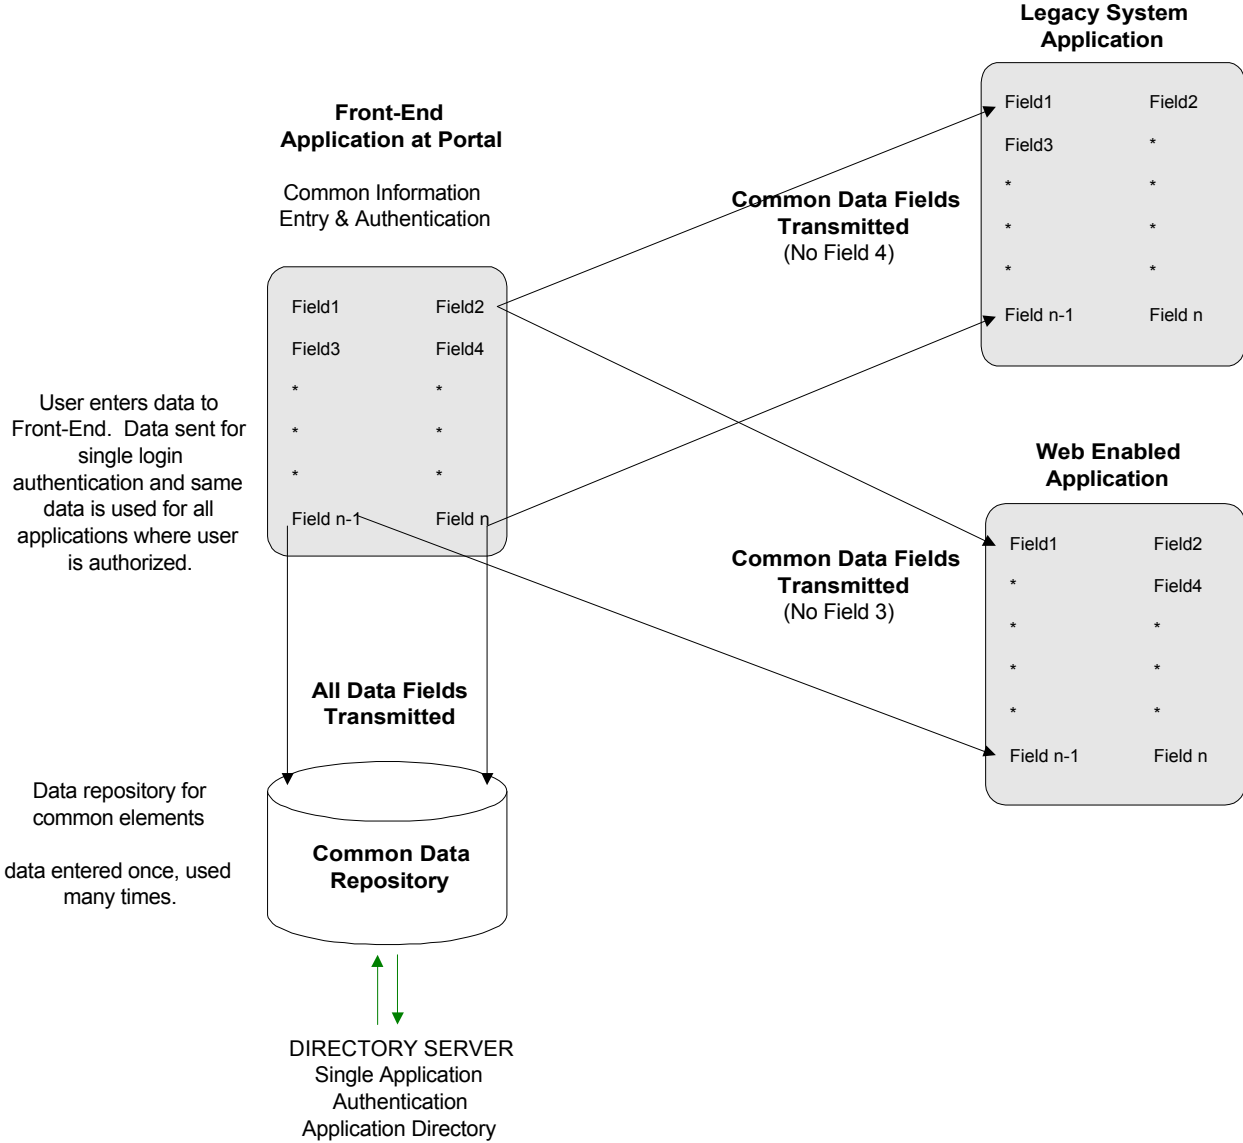 Legacy System
Application
Field1 Field2
Field3 *
* *
* *
* *
Field n-1 Field n
Front-End
Application at Portal
Common Information
Entry & Authentication
Common Data Fields
Transmitted
(No Field 4)
Field1 Field2
Field3 Field4
* *
* *
* *
Field n-1 Field n
User enters data to
Front-End. Data sent for
single login
authentication and same
data is used for all
applications where user
is authorized.
Web Enabled
Application
Field1 Field2
* Field4
* *
* *
* *
Field n-1 Field n
Common Data Fields
Transmitted
(No Field 3)
All Data Fields
Transmitted
Data repository for
common elements
data entered once, used
many times.
Common Data
Repository
DIRECTORY SERVER
Single Application
Authentication
Application Directory